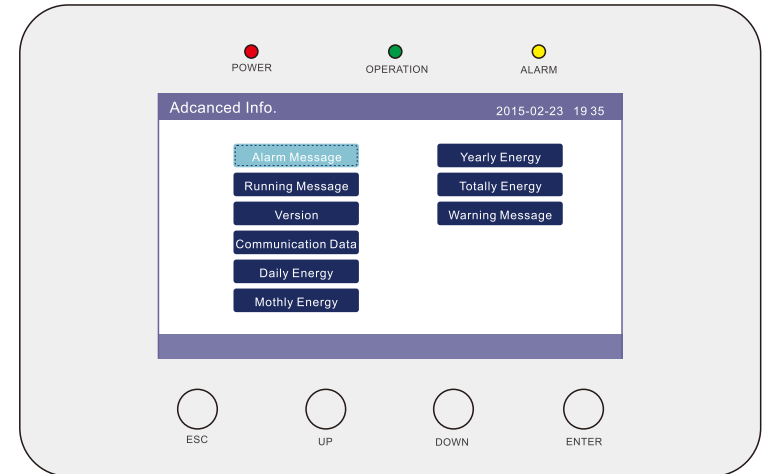 POWER OPERATION ALARM
Adcanced Info. 2015-02-23 19 35
Alarm Message Yearly Energy
Running Message Totally Energy
Version Warning Message
Communication Data
Daily Energy
Mothly Energy
ESC UP DOWN ENTER